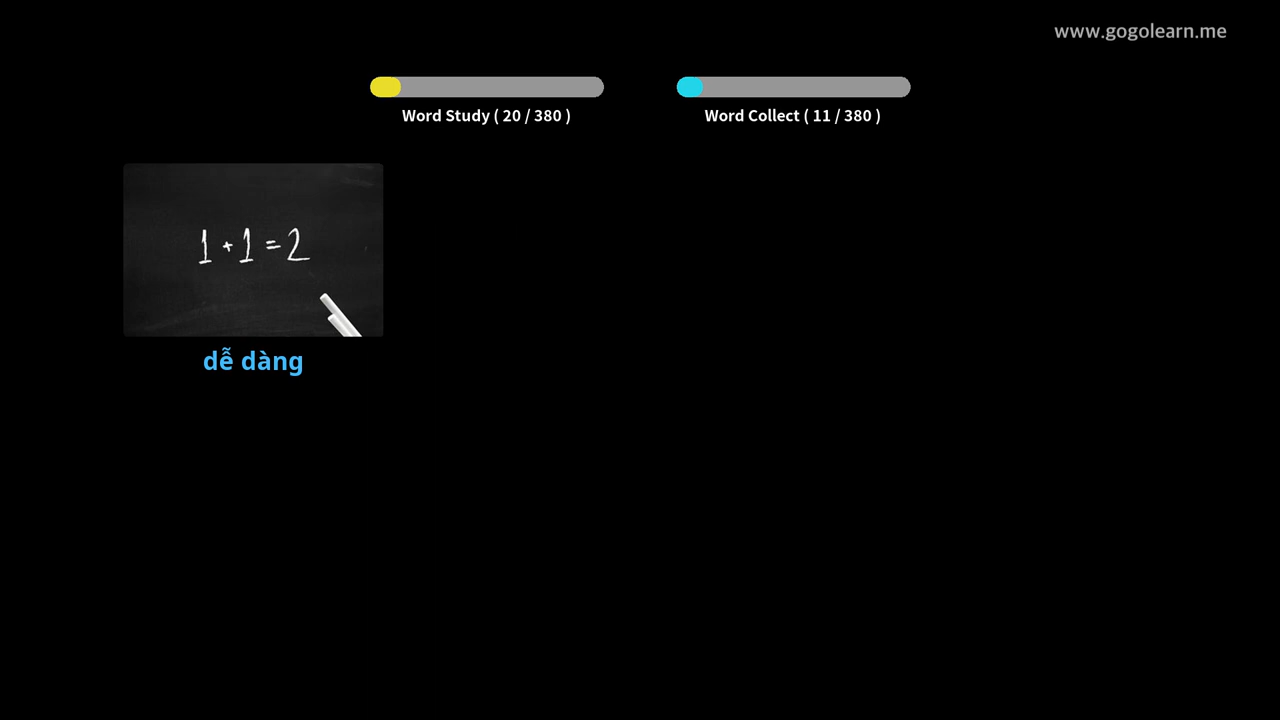 www.gogolearn.me
Word Study ( 20 / 380 )
Word Collect ( 11 / 380 )
1 + 1 = 2
dễ dàng